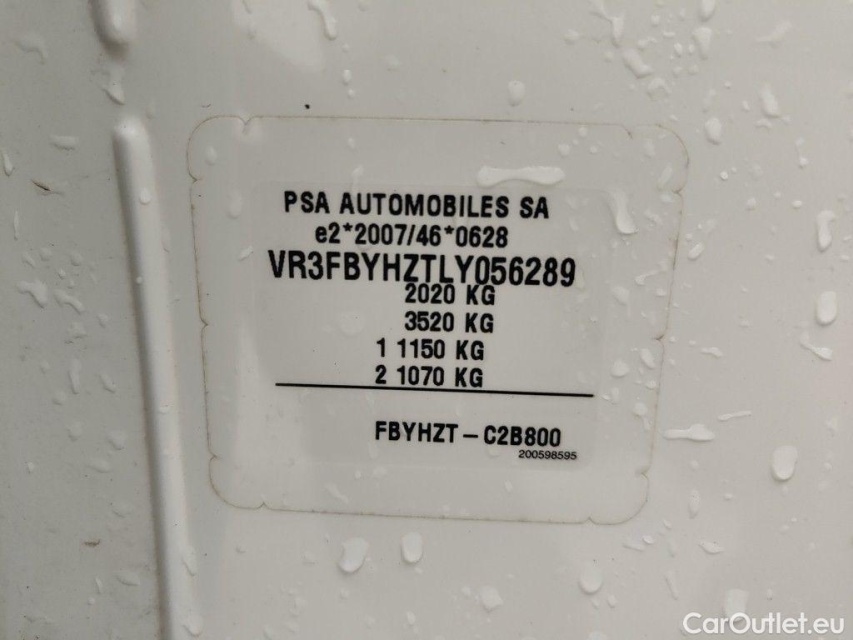 PSA AUTOMOBILES SA
e2*2007/46*0628
VR3FBYHZTLY056289
2020 KG
3520 KG
1 1150 KG
2 1070 KG
FBYHZT - C2B800
200598595
CarOutlet.eu